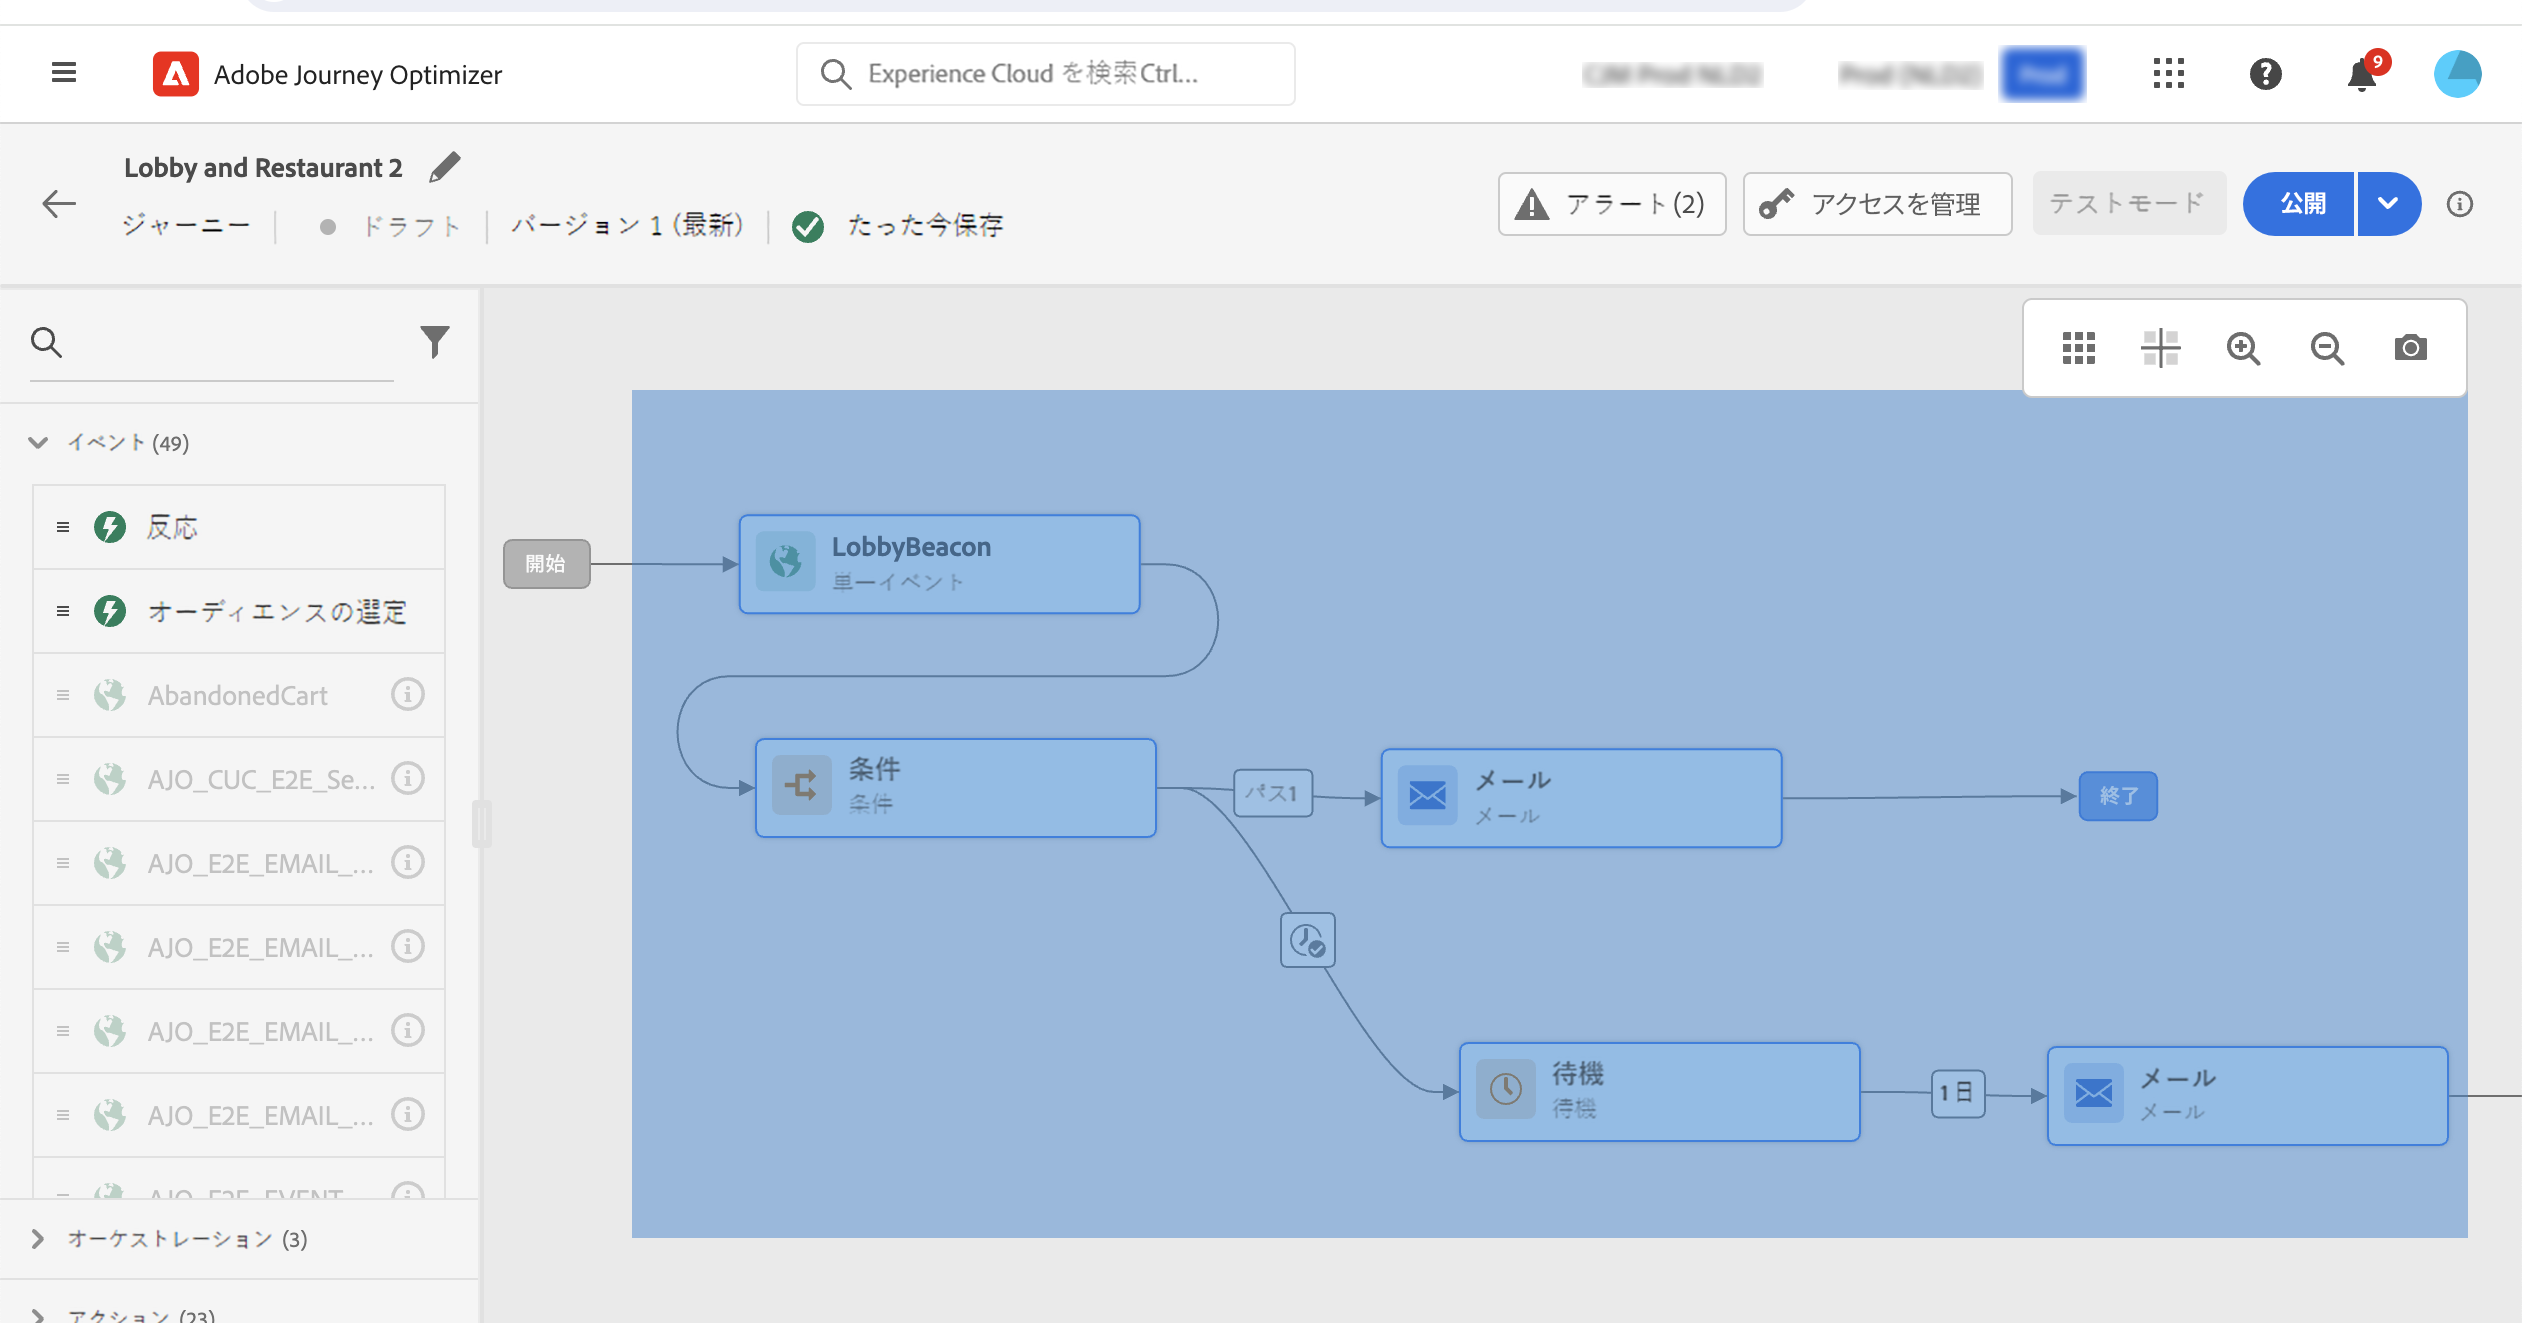 Adobe Journey Optimizer
Experience Cloud を検索Ctrl...
9
Lobby and Restaurant 2
ジャーニー
ドラフト
バージョン 1 (最新)
たった今保存
アラート (2)
アクセスを管理
テストモード
公開
イベント (49)
反応
オーディエンスの選定
AbandonedCart
AJO_CUC_E2E_Se...
AJO_E2E_EMAIL_...
AJO_E2E_EMAIL_...
AJO_E2E_EMAIL_...
AJO_E2E_EMAIL_...
AJO_E2E_EVENT
オーケストレーション (3)
アクション (23)
開始
LobbyBeacon
単一イベント
条件
条件
パス1
メール
メール
終了
待機
待機
1 日
メール
メール